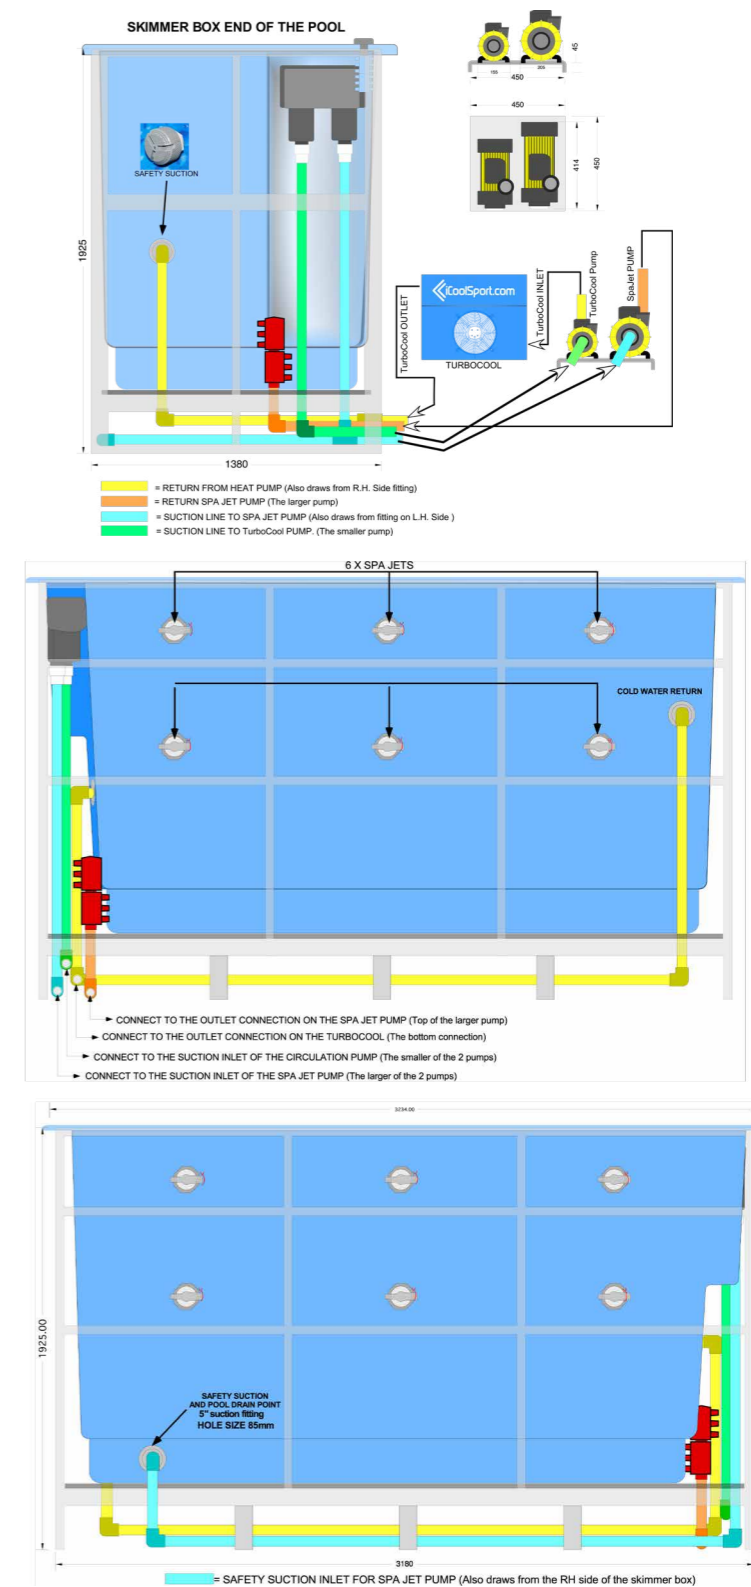 SKIMMER BOX END OF THE POOL
SAFETY SUCTION
1925
1380
45
155
205
450
450
414
450
TurboCool OUTLET
iCoolSport.com
TURBOCOOL
TurboCool INLET
TurboCool Pump
SpaJet PUMP
= RETURN FROM HEAT PUMP (Also draws from R.H. Side fitting)
= RETURN SPA JET PUMP (The larger pump)
= SUCTION LINE TO SPA JET PUMP (Also draws from fitting on L.H. Side )
= SUCTION LINE TO TurboCool PUMP. (The smaller pump)
6 X SPA JETS
COLD WATER RETURN
CONNECT TO THE OUTLET CONNECTION ON THE SPA JET PUMP (Top of the larger pump)
CONNECT TO THE OUTLET CONNECTION ON THE TURBOCOOL (The bottom connection)
CONNECT TO THE SUCTION INLET OF THE CIRCULATION PUMP (The smaller of the 2 pumps)
CONNECT TO THE SUCTION INLET OF THE SPA JET PUMP (The larger of the 2 pumps)
3234.00
1925.00
SAFETY SUCTION
AND POOL DRAIN POINT
5" suction fitting
HOLE SIZE 85mm
3180
= SAFETY SUCTION INLET FOR SPA JET PUMP (Also draws from the RH side of the skimmer box)